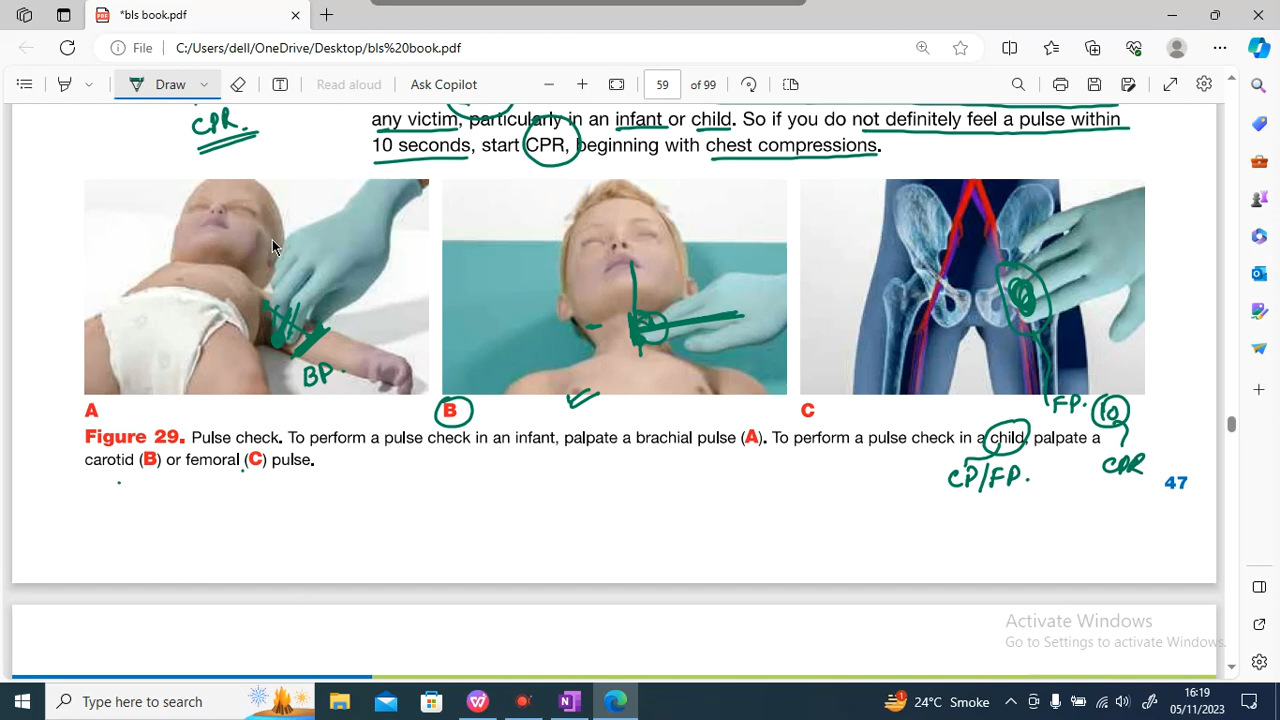 *bls book.pdf
File C:/Users/dell/OneDrive/Desktop/bls%20book.pdf
Draw Read aloud Ask Copilot 59 of 99
CPR.
any victim, particularly in an infant or child. So if you do not definitely feel a pulse within
10 seconds, start CPR, beginning with chest compressions.
BP.
A B C
FP. 10
Figure 29. Pulse check. To perform a pulse check in an infant, palpate a brachial pulse (A). To perform a pulse check in a child, palpate a
carotid (B) or femoral (C) pulse.
CP/FP. CPR
47
Activate Windows
Go to Settings to activate Windows.
Type here to search
24°C Smoke
16:19
05/11/2023